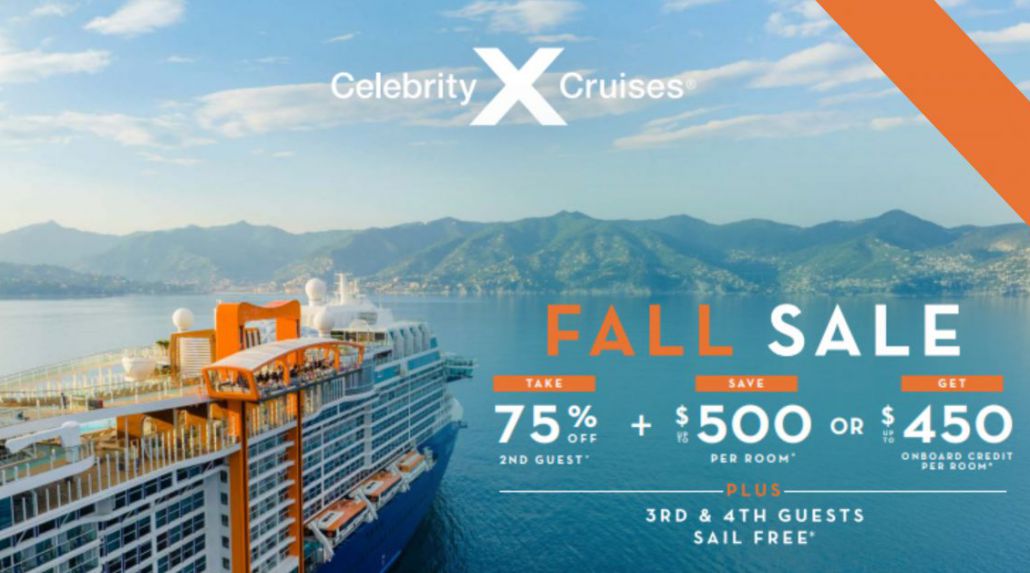 Celebrity X Cruises®
FALL SALE
TAKE
75% OFF
2ND GUEST*
+
SAVE
UP TO $500
PER ROOM*
OR
GET
UP TO $450
ONBOARD CREDIT
PER ROOM*
PLUS
3RD & 4TH GUESTS
SAIL FREE*